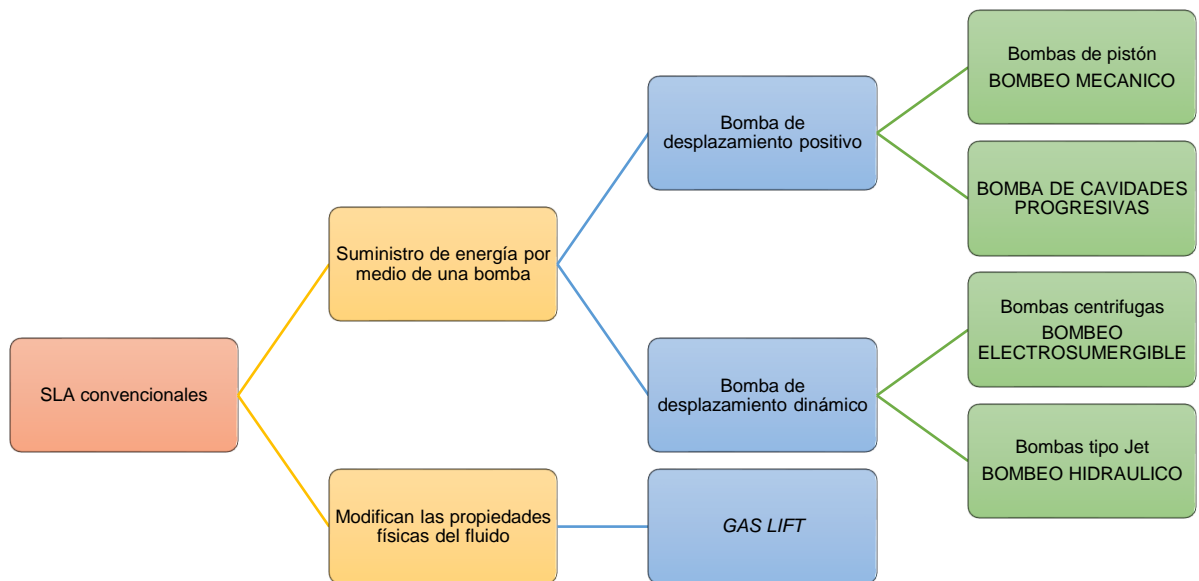 SLA convencionales
Suministro de energía por
medio de una bomba
Bomba de
desplazamiento positivo
Bombas de pistón
BOMBEO MECANICO
BOMBA DE CAVIDADES
PROGRESIVAS
Bomba de
desplazamiento dinámico
Bombas centrifugas
BOMBEO
ELECTROSUMERGIBLE
Bombas tipo Jet
BOMBEO HIDRAULICO
Modifican las propiedades
físicas del fluido
GAS LIFT